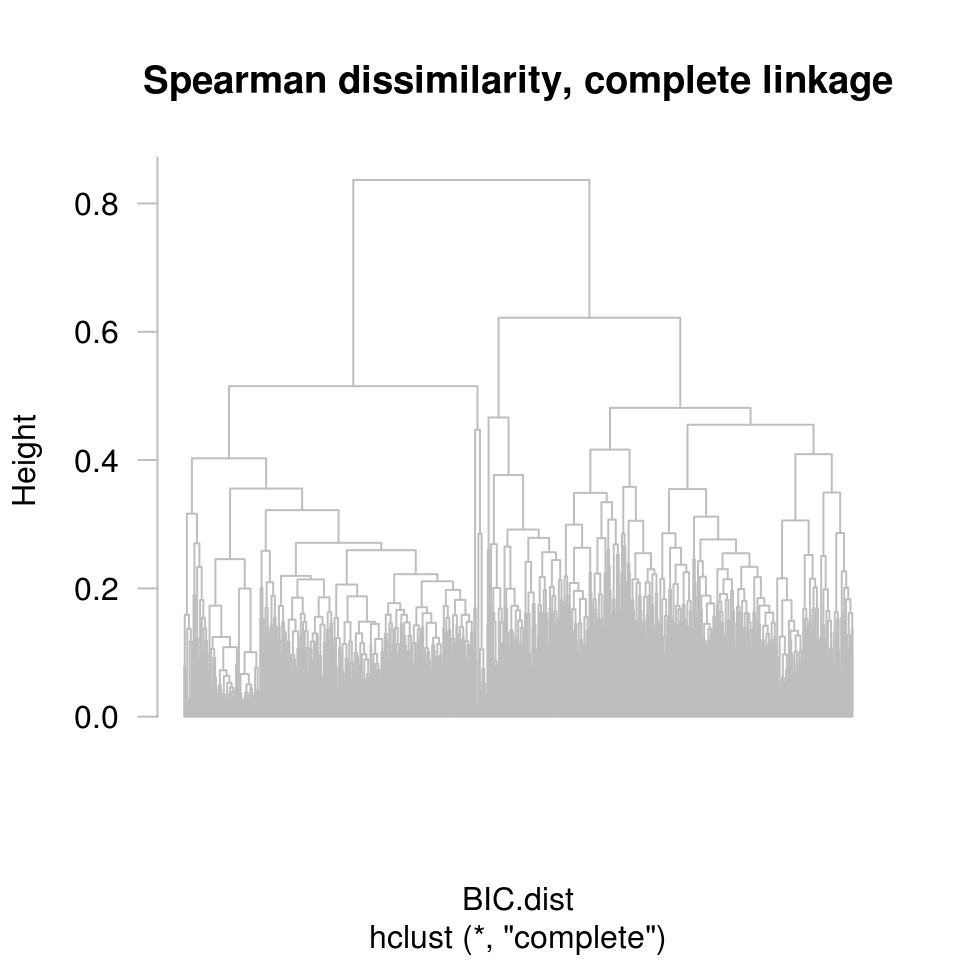 Spearman dissimilarity, complete linkage
0.8
0.6
0.4
0.2
0.0
Height
BIC.dist
hclust (*, "complete")